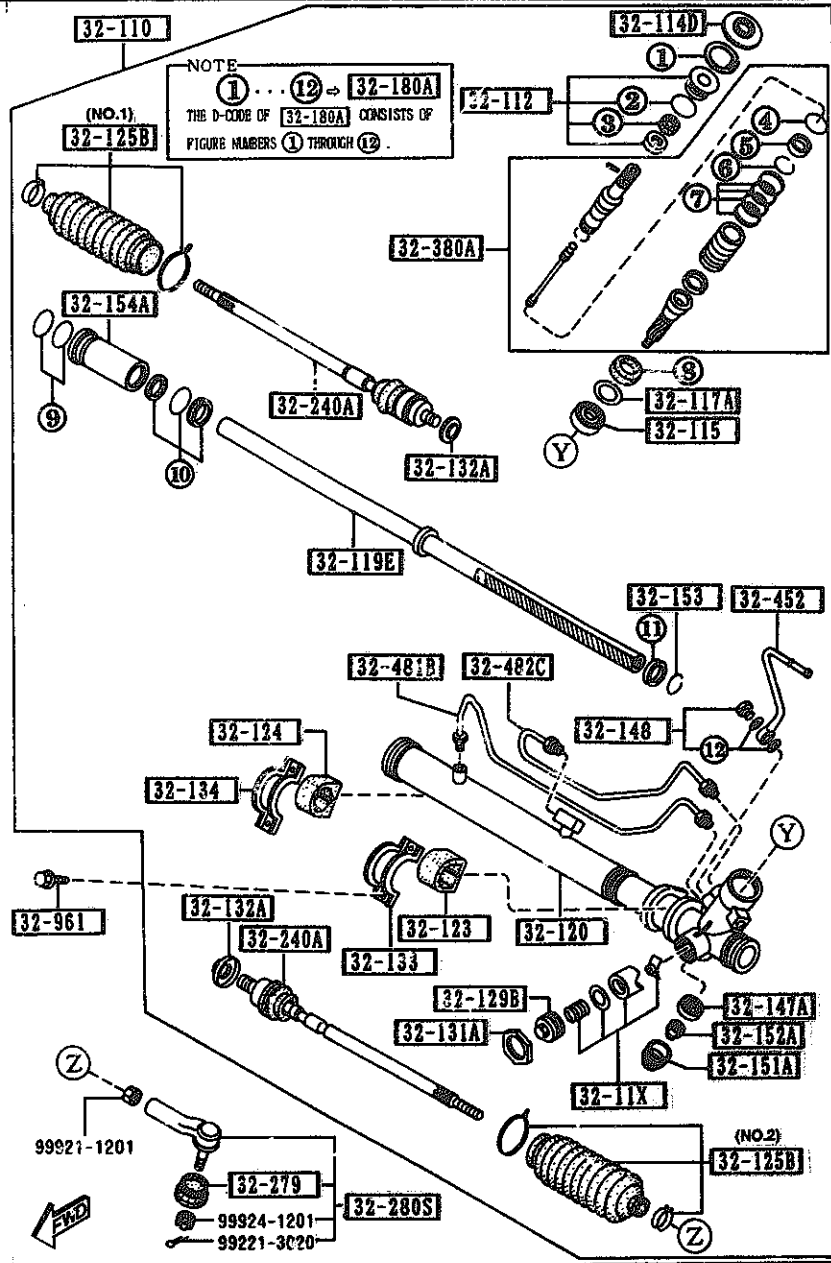 32-110
32-114D
NOTE
① ... ⑫ ⇨ 32-180A
THE D-CODE OF 32-180A CONSISTS OF
FIGURE NUMBERS ① THROUGH ⑫.
①
32-112
②
③
④
⑤
⑥
⑦
(NO.1)
32-125B
32-380A
32-154A
⑨
⑩
32-240A
32-132A
⑧
32-117A
32-115
Y
32-119E
32-153
32-452
⑪
32-481B
32-482C
32-148
⑫
32-124
32-134
Y
32-961
32-132A
32-240A
32-133
32-123
32-120
32-129B
32-131A
32-147A
32-152A
32-151A
32-11X
Z
99921-1201
32-279
32-280S
99924-1201
99221-3020
(NO.2)
32-125B
Z
FWD